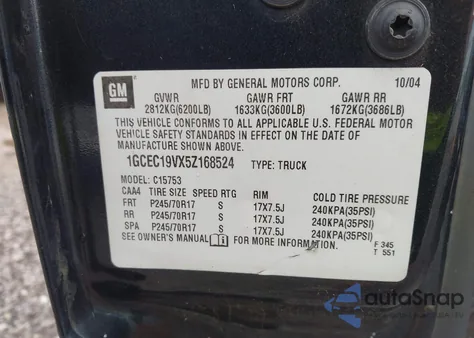 GM
MFD BY GENERAL MOTORS CORP. 10/04
GVWR GAWR FRT GAWR RR
2812KG(6200LB) 1633KG(3600LB) 1672KG(3686LB)
THIS VEHICLE CONFORMS TO ALL APPLICABLE U.S. FEDERAL MOTOR
VEHICLE SAFETY STANDARDS IN EFFECT ON THE DATE OF
MANUFACTURE SHOWN ABOVE.
1GCEC19VX5Z168524 TYPE: TRUCK
MODEL: C15753
CAA4 TIRE SIZE SPEED RTG RIM COLD TIRE PRESSURE
FRT P245/70R17 S 17X7.5J 240KPA(35PSI)
RR P245/70R17 S 17X7.5J 240KPA(35PSI)
SPA P245/70R17 S 17X7.5J 240KPA(35PSI)
SEE OWNER'S MANUAL FOR MORE INFORMATION. F 345
T 551
autoSnap